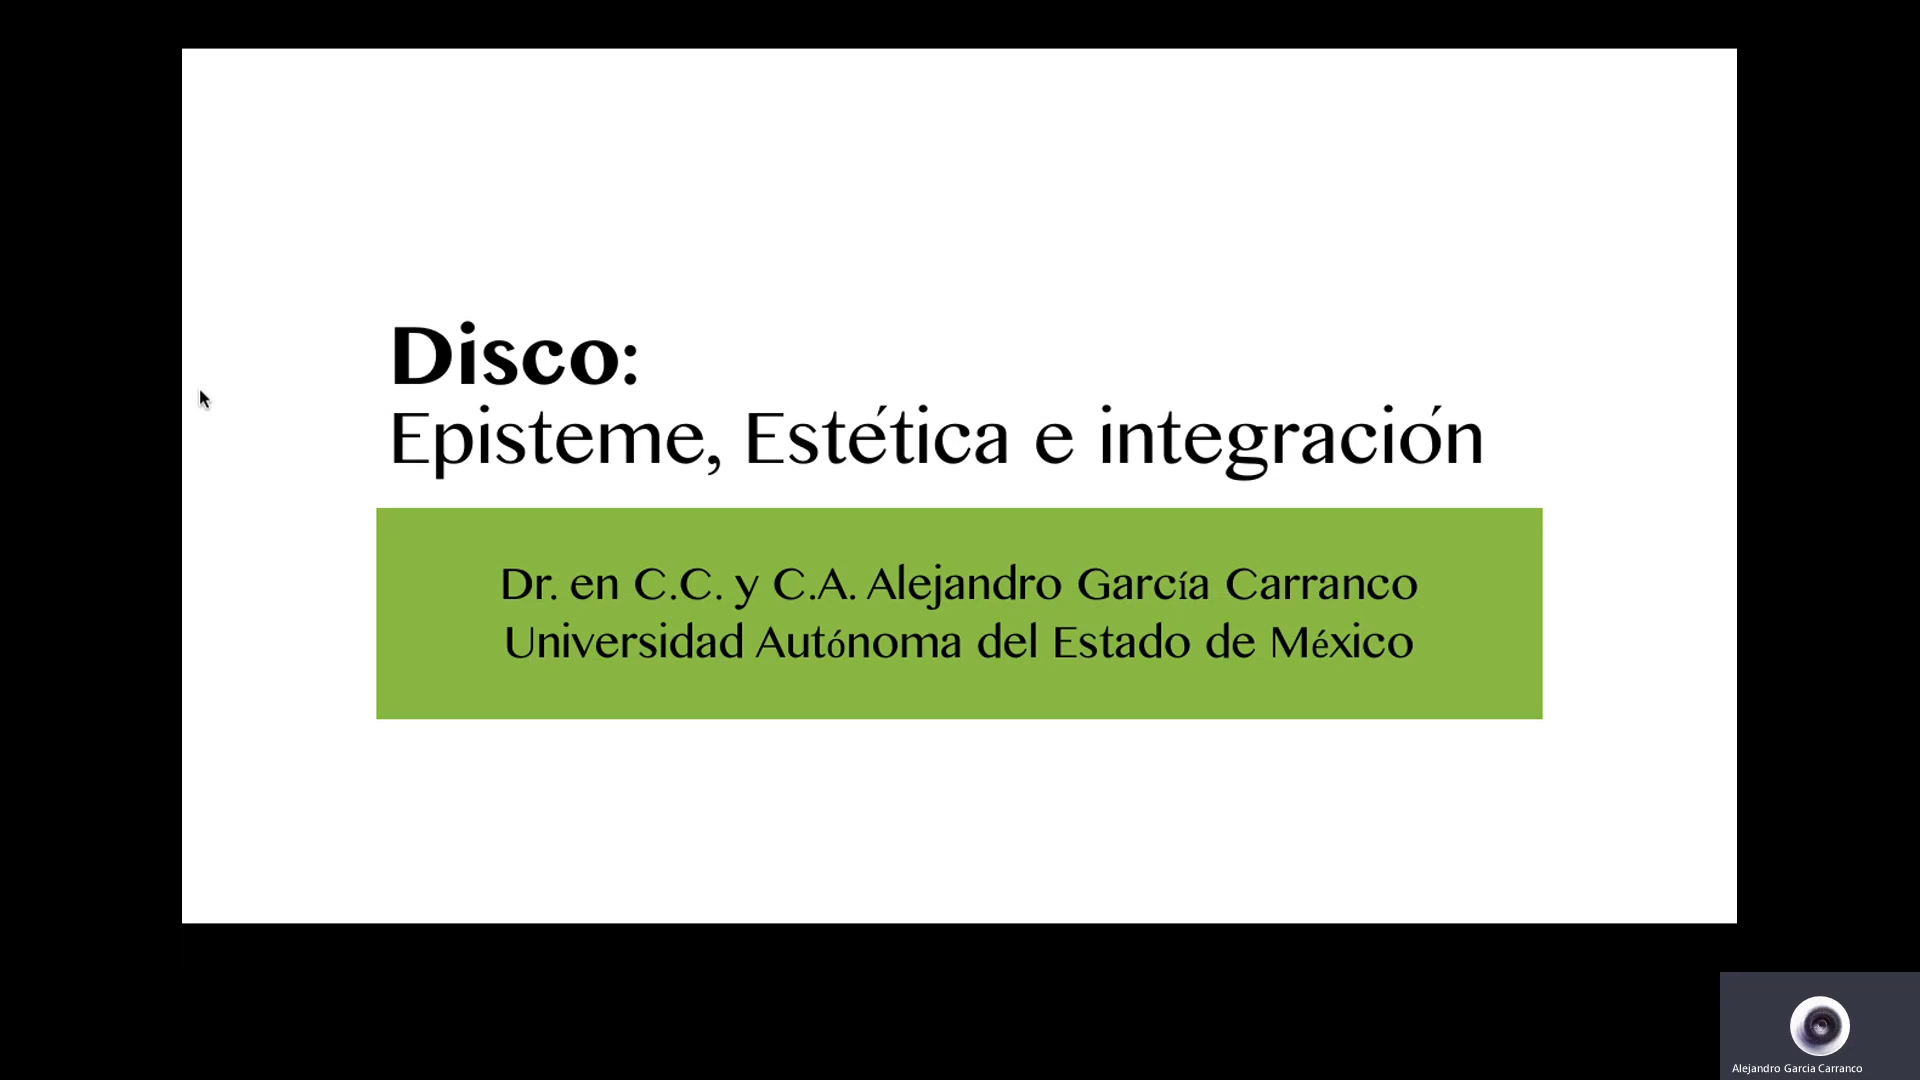 Disco:
Episteme, Estética e integración
Dr. en C.C. y C.A. Alejandro García Carranco
Universidad Autónoma del Estado de México
Alejandro Garcia Carranco